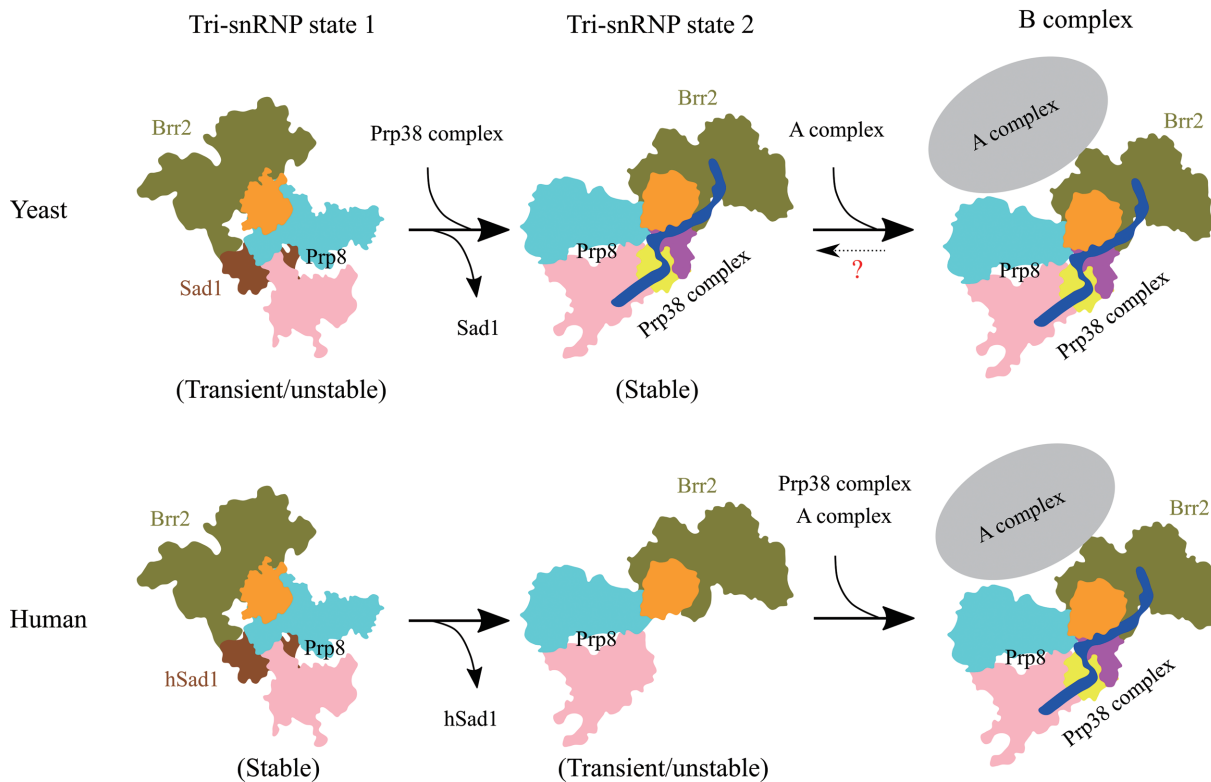 Tri-snRNP state 1
Tri-snRNP state 2
B complex
Yeast
Brr2
Prp8
Sad1
(Transient/unstable)
Prp38 complex
Sad1
Brr2
Prp8
Prp38 complex
(Stable)
A complex
?
A complex
Brr2
Prp8
Prp38 complex
Human
Brr2
Prp8
hSad1
(Stable)
hSad1
Brr2
Prp8
(Transient/unstable)
Prp38 complex
A complex
A complex
Brr2
Prp8
Prp38 complex